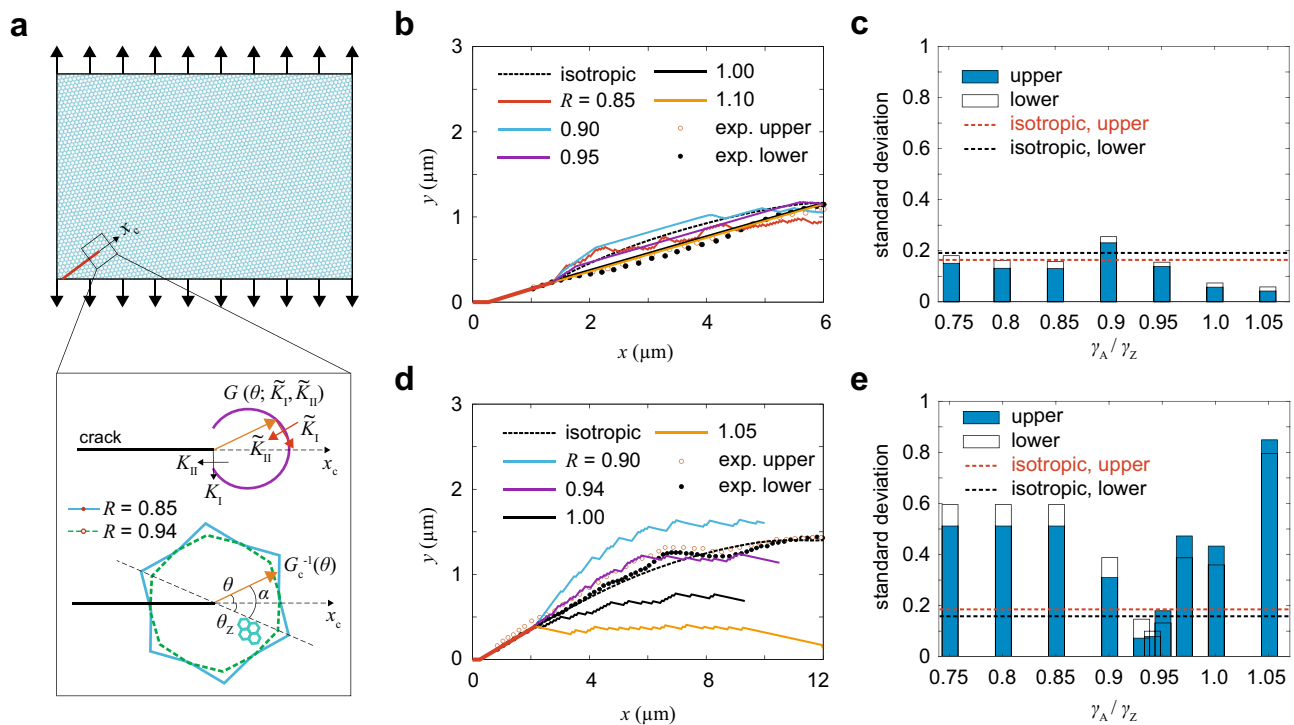 a
x_c
G (θ; K̃_I, K̃_II)
K̃_I
K̃_II
crack
x_c
K_II
K_I
R = 0.85
R = 0.94
G_c^-1(θ)
θ
α
x_c
θ_Z
b
3
2
1
0
y (µm)
isotropic
R = 0.85
0.90
0.95
1.00
1.10
exp. upper
exp. lower
0 2 4 6
x (µm)
c
1
0.8
0.6
0.4
0.2
0
standard deviation
upper
lower
isotropic, upper
isotropic, lower
0.75 0.8 0.85 0.9 0.95 1.0 1.05
γ_A / γ_Z
d
3
2
1
0
y (µm)
isotropic
R = 0.90
0.94
1.00
1.05
exp. upper
exp. lower
0 2 4 6 8 10 12
x (µm)
e
1
0.8
0.6
0.4
0.2
0
standard deviation
upper
lower
isotropic, upper
isotropic, lower
0.75 0.80 0.85 0.90 0.95 1.0 1.05
γ_A / γ_Z